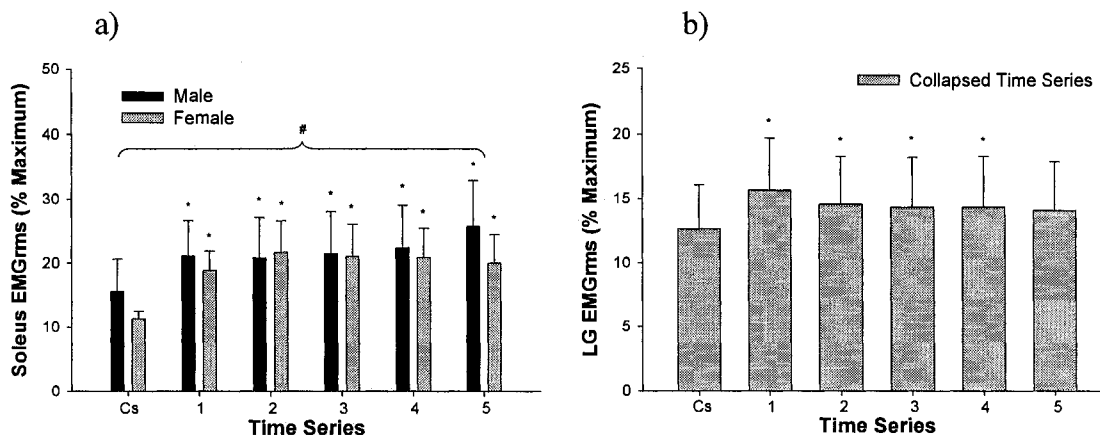 a)
50
40
30
20
10
0
Soleus EMGrms (% Maximum)
Male
Female
#
* * * * * * * * * *
Cs 1 2 3 4 5
Time Series
b)
25
20
15
10
5
0
LG EMGrms (% Maximum)
Collapsed Time Series
* * * *
Cs 1 2 3 4 5
Time Series